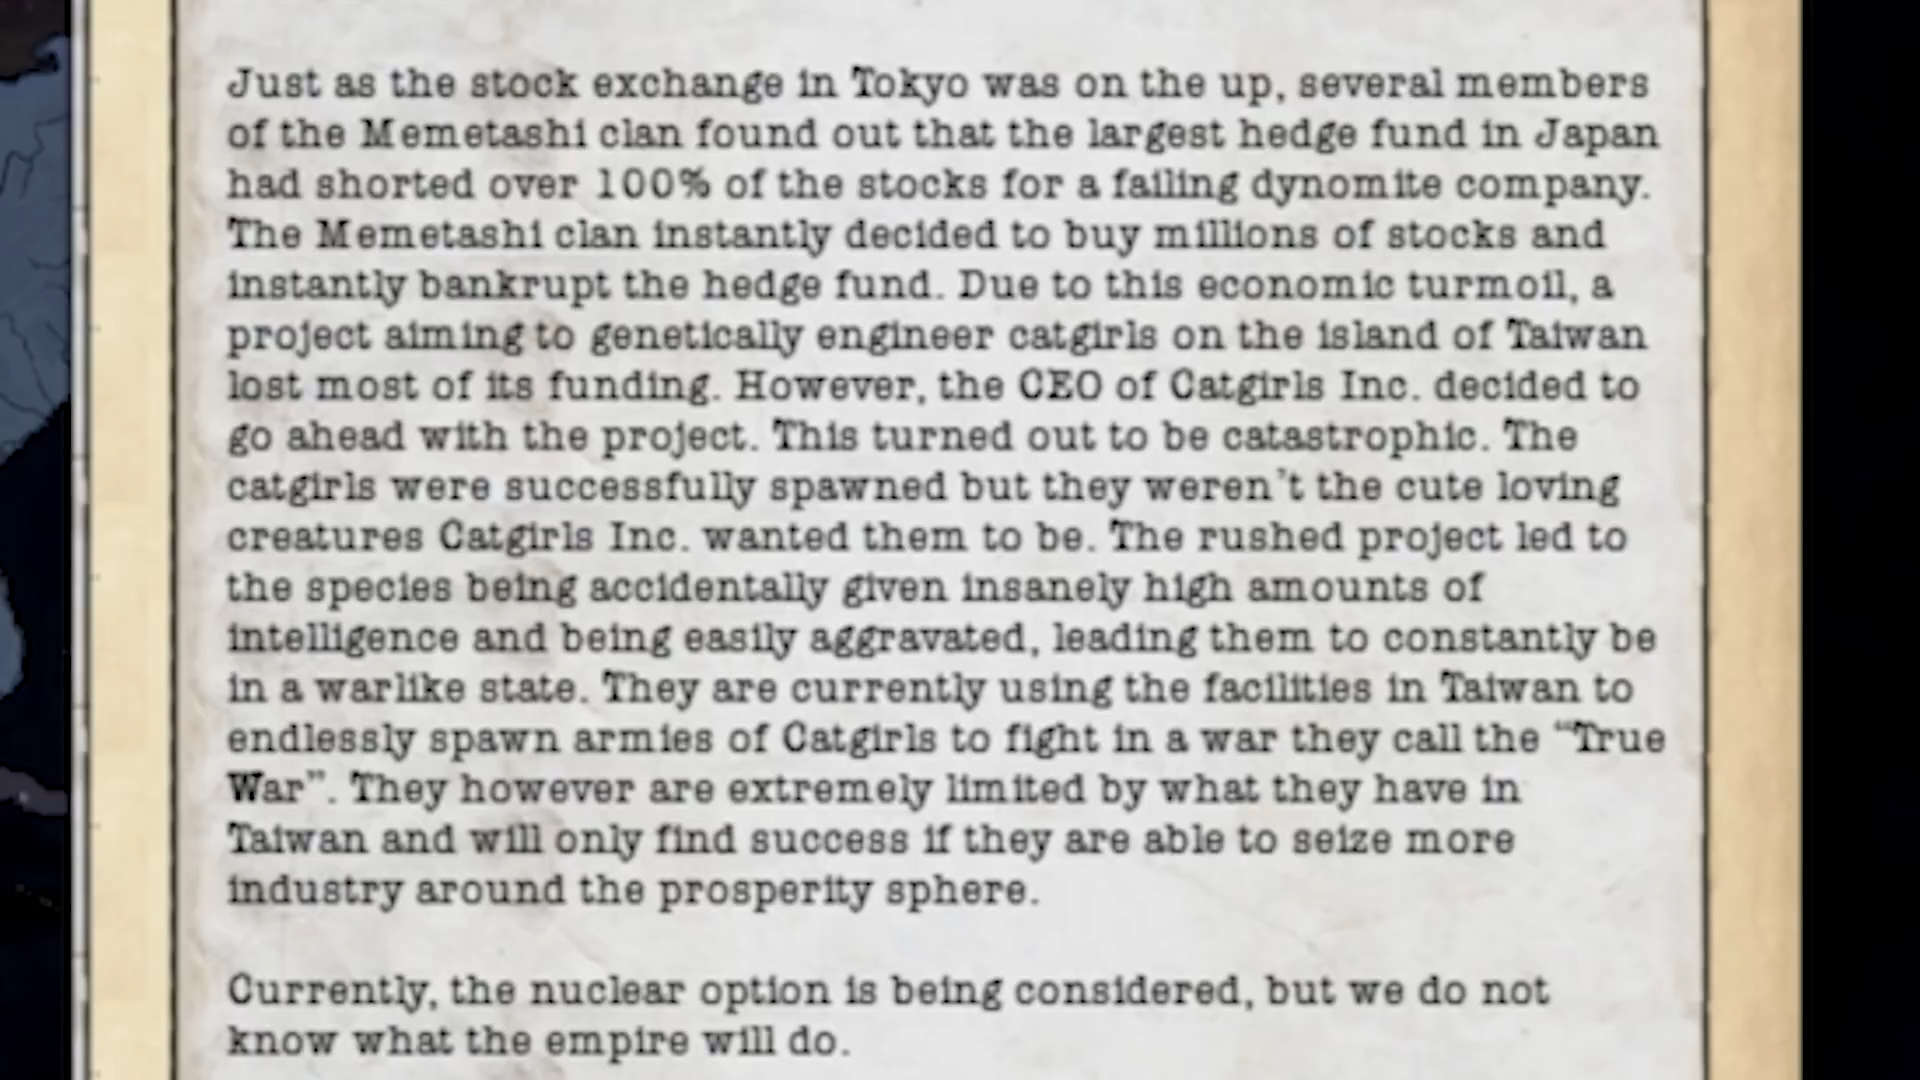 Just as the stock exchange in Tokyo was on the up, several members
of the Memetashi clan found out that the largest hedge fund in Japan
had shorted over 100% of the stocks for a failing dynomite company.
The Memetashi clan instantly decided to buy millions of stocks and
instantly bankrupt the hedge fund. Due to this economic turmoil, a
project aiming to genetically engineer catgirls on the island of Taiwan
lost most of its funding. However, the CEO of Catgirls Inc. decided to
go ahead with the project. This turned out to be catastrophic. The
catgirls were successfully spawned but they weren't the cute loving
creatures Catgirls Inc. wanted them to be. The rushed project led to
the species being accidentally given insanely high amounts of
intelligence and being easily aggravated, leading them to constantly be
in a warlike state. They are currently using the facilities in Taiwan to
endlessly spawn armies of Catgirls to fight in a war they call the “True
War”. They however are extremely limited by what they have in
Taiwan and will only find success if they are able to seize more
industry around the prosperity sphere.
Currently, the nuclear option is being considered, but we do not
know what the empire will do.